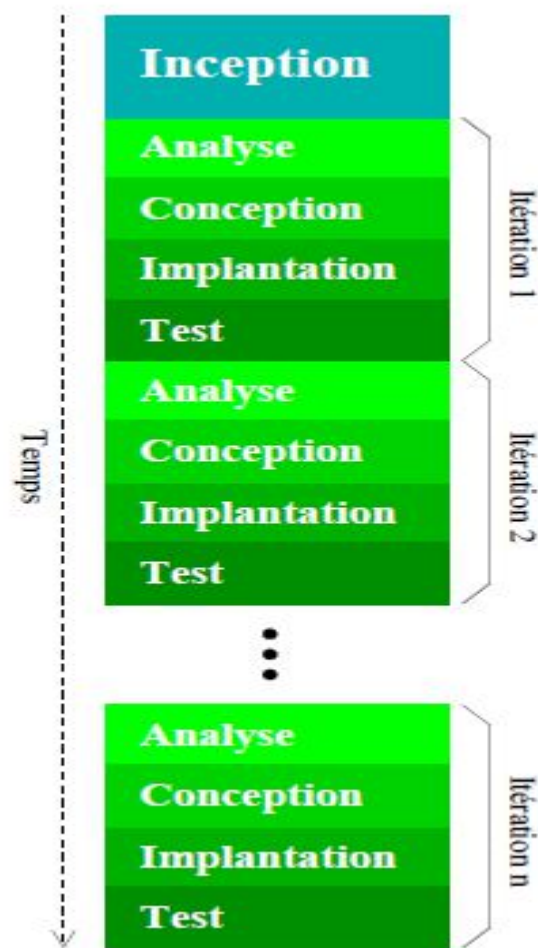 Inception
Analyse
Conception
Implantation
Test
Itération 1
Analyse
Conception
Implantation
Test
Itération 2
Temps
Analyse
Conception
Implantation
Test
Itération n